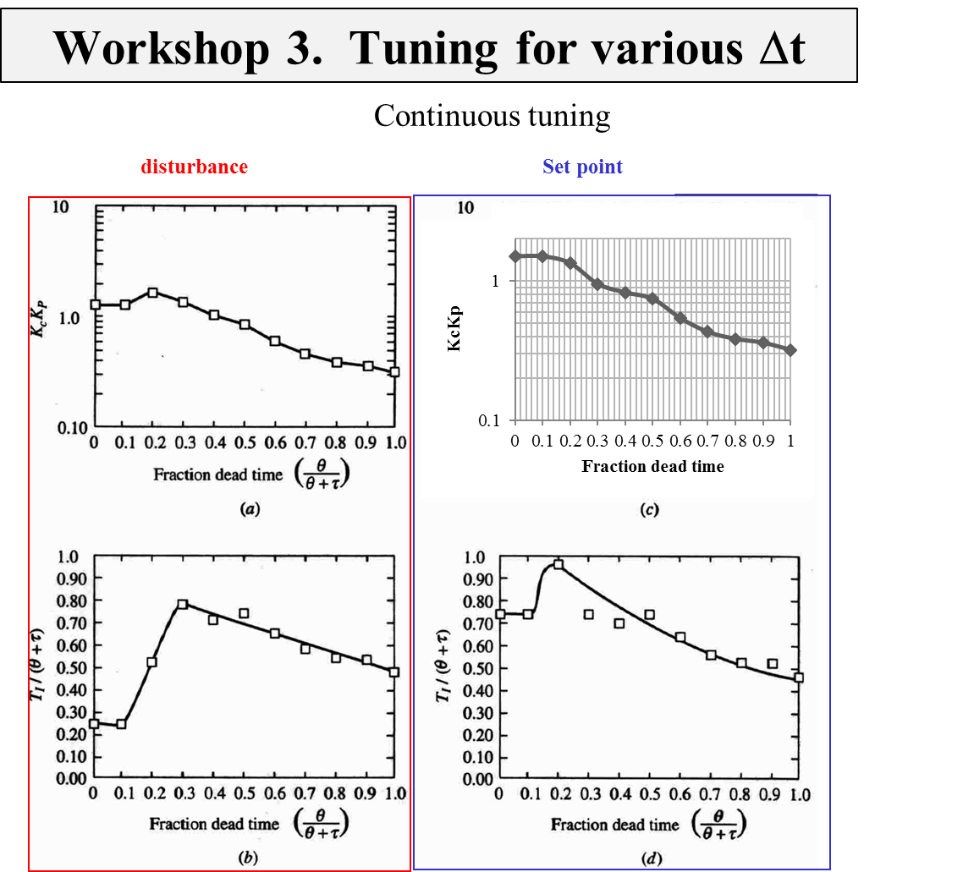 Workshop 3. Tuning for various Δt
Continuous tuning
disturbance
10
1.0
0.10
K_c K_P
0 0.1 0.2 0.3 0.4 0.5 0.6 0.7 0.8 0.9 1.0
Fraction dead time (θ/(θ+τ))
(a)
1.0
0.90
0.80
0.70
0.60
0.50
0.40
0.30
0.20
0.10
0.00
T_I / (θ + τ)
0 0.1 0.2 0.3 0.4 0.5 0.6 0.7 0.8 0.9 1.0
Fraction dead time (θ/(θ+τ))
(b)
Set point
10
1
0.1
KcKp
0 0.1 0.2 0.3 0.4 0.5 0.6 0.7 0.8 0.9 1
Fraction dead time
(c)
1.0
0.90
0.80
0.70
0.60
0.50
0.40
0.30
0.20
0.10
0.00
T_I / (θ + τ)
0 0.1 0.2 0.3 0.4 0.5 0.6 0.7 0.8 0.9 1.0
Fraction dead time (θ/(θ+τ))
(d)